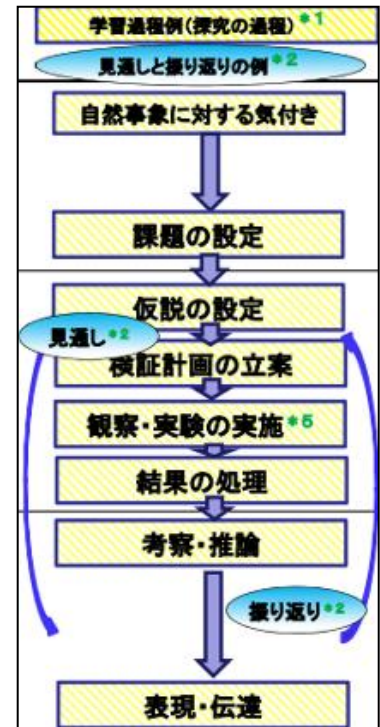 学習過程例(探究の過程)*1
見通しと振り返りの例*2
自然事象に対する気付き
課題の設定
仮説の設定
見通し*2
検証計画の立案
観察・実験の実施*5
結果の処理
考察・推論
振り返り*2
表現・伝達